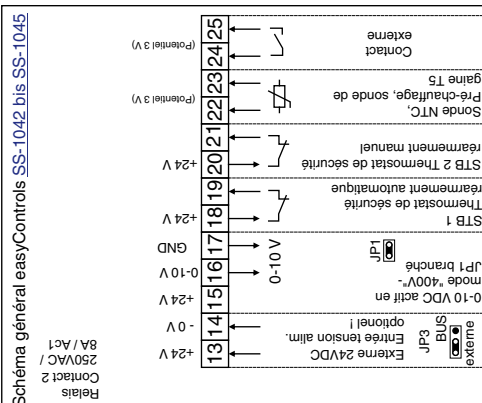 Schéma général easyControls SS-1042 bis SS-1045
Relais
Contact 2
250VAC /
8A / Ac1
13
+24 V
Externe 24VDC
Entrée tension alim.
optionel !
JP3
BUS
externe
14
- 0 V
15
+24 V
0-10 VDC actif en
mode "400V"-
JP1 branché
JP1
16
0-10 V
0-10 V
17
GND
18
+24 V
STB 1
Thermostat de sécurité
réarmement automatique
19
20
+24 V
STB 2 Thermostat de sécurité
réarmement manuel
21
22
(Potentiel 3 V)
Sonde NTC,
Pré-chauffage, sonde de
gaine T5
23
24
(Potentiel 3 V)
Contact
externe
25